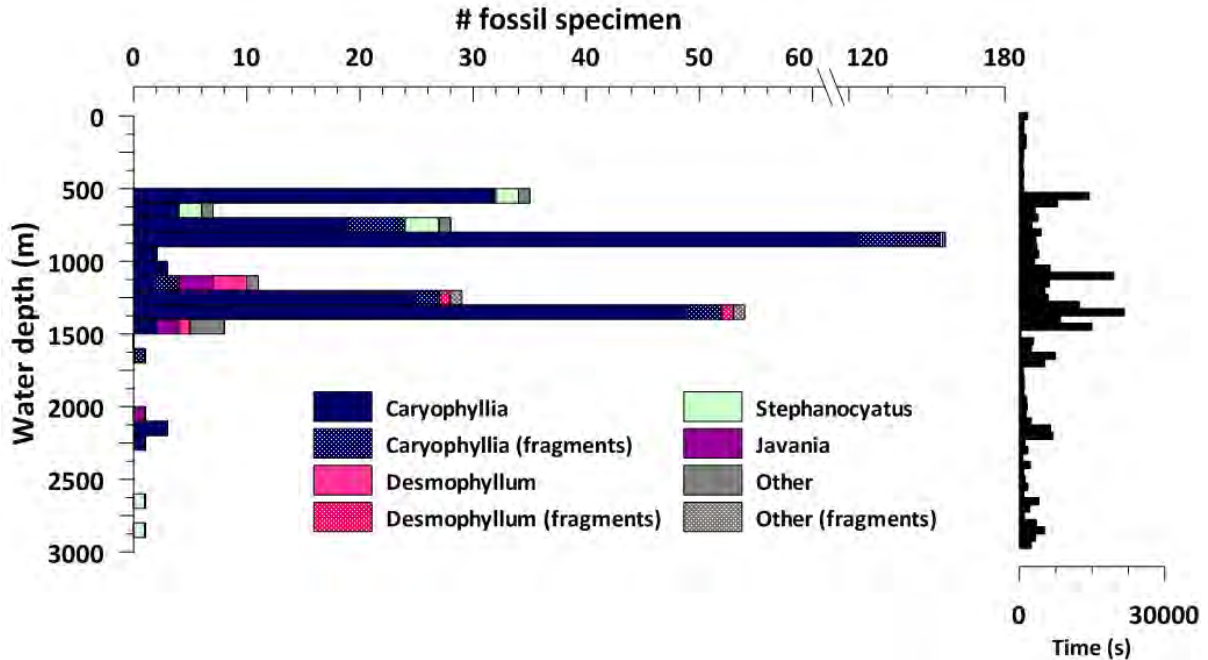 # fossil specimen
0 10 20 30 40 50 60 120 180
Water depth (m)
0
500
1000
1500
2000
2500
3000
Caryophyllia
Caryophyllia (fragments)
Desmophyllum
Desmophyllum (fragments)
Stephanocyatus
Javania
Other
Other (fragments)
0 30000
Time (s)